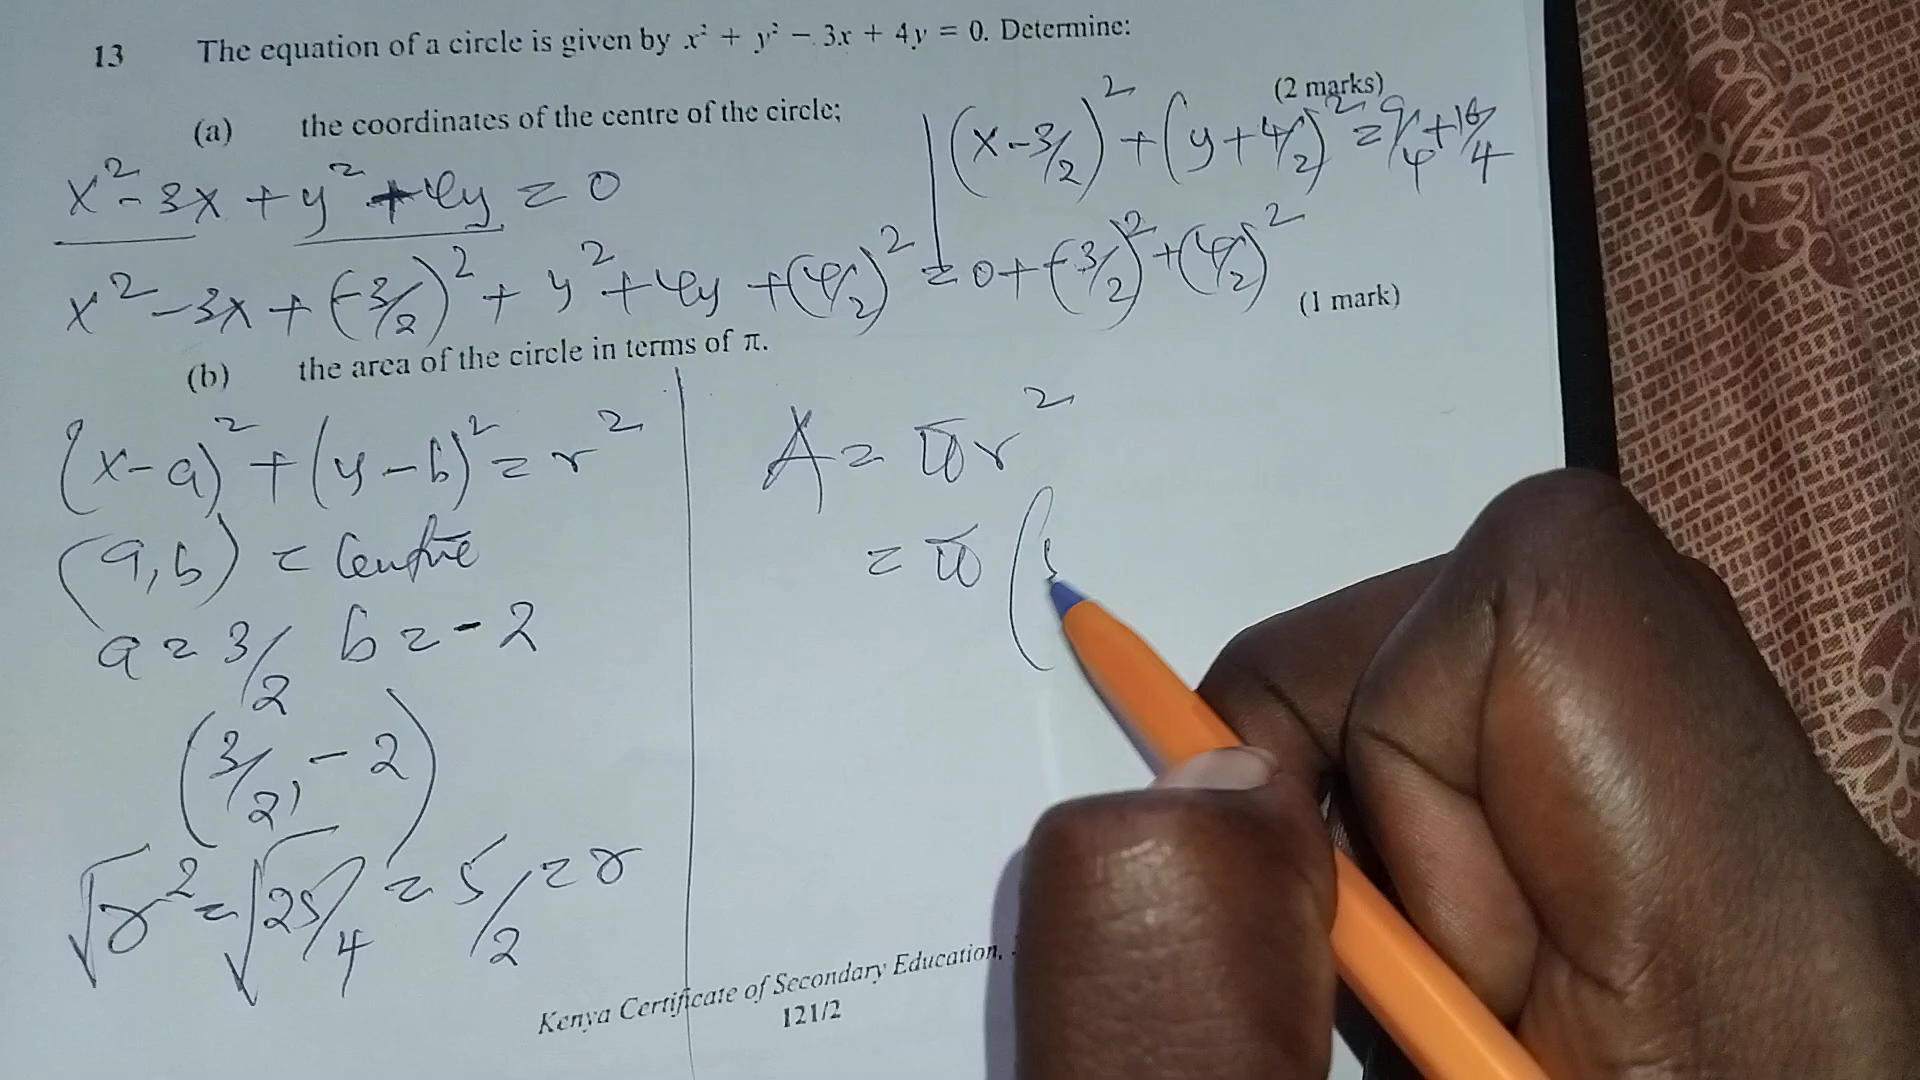 13 The equation of a circle is given by x² + y² − 3x + 4y = 0. Determine:
(a) the coordinates of the centre of the circle;
(2 marks)
x² - 3x + y² + 4y = 0
x² - 3x + (-3/2)² + y² + 4y + (4/2)² = 0 + (-3/2)² + (4/2)²
(x - 3/2)² + (y + 4/2)² = 9/4 + 16/4
(1 mark)
(b) the area of the circle in terms of π.
(x - a)² + (y - b)² = r²
(a, b) = Centre
a = 3/2 b = -2
(3/2, -2)
√r² = √25/4 = 5/2 = r
A = πr²
= π (
Kenya Certificate of Secondary Education,
121/2